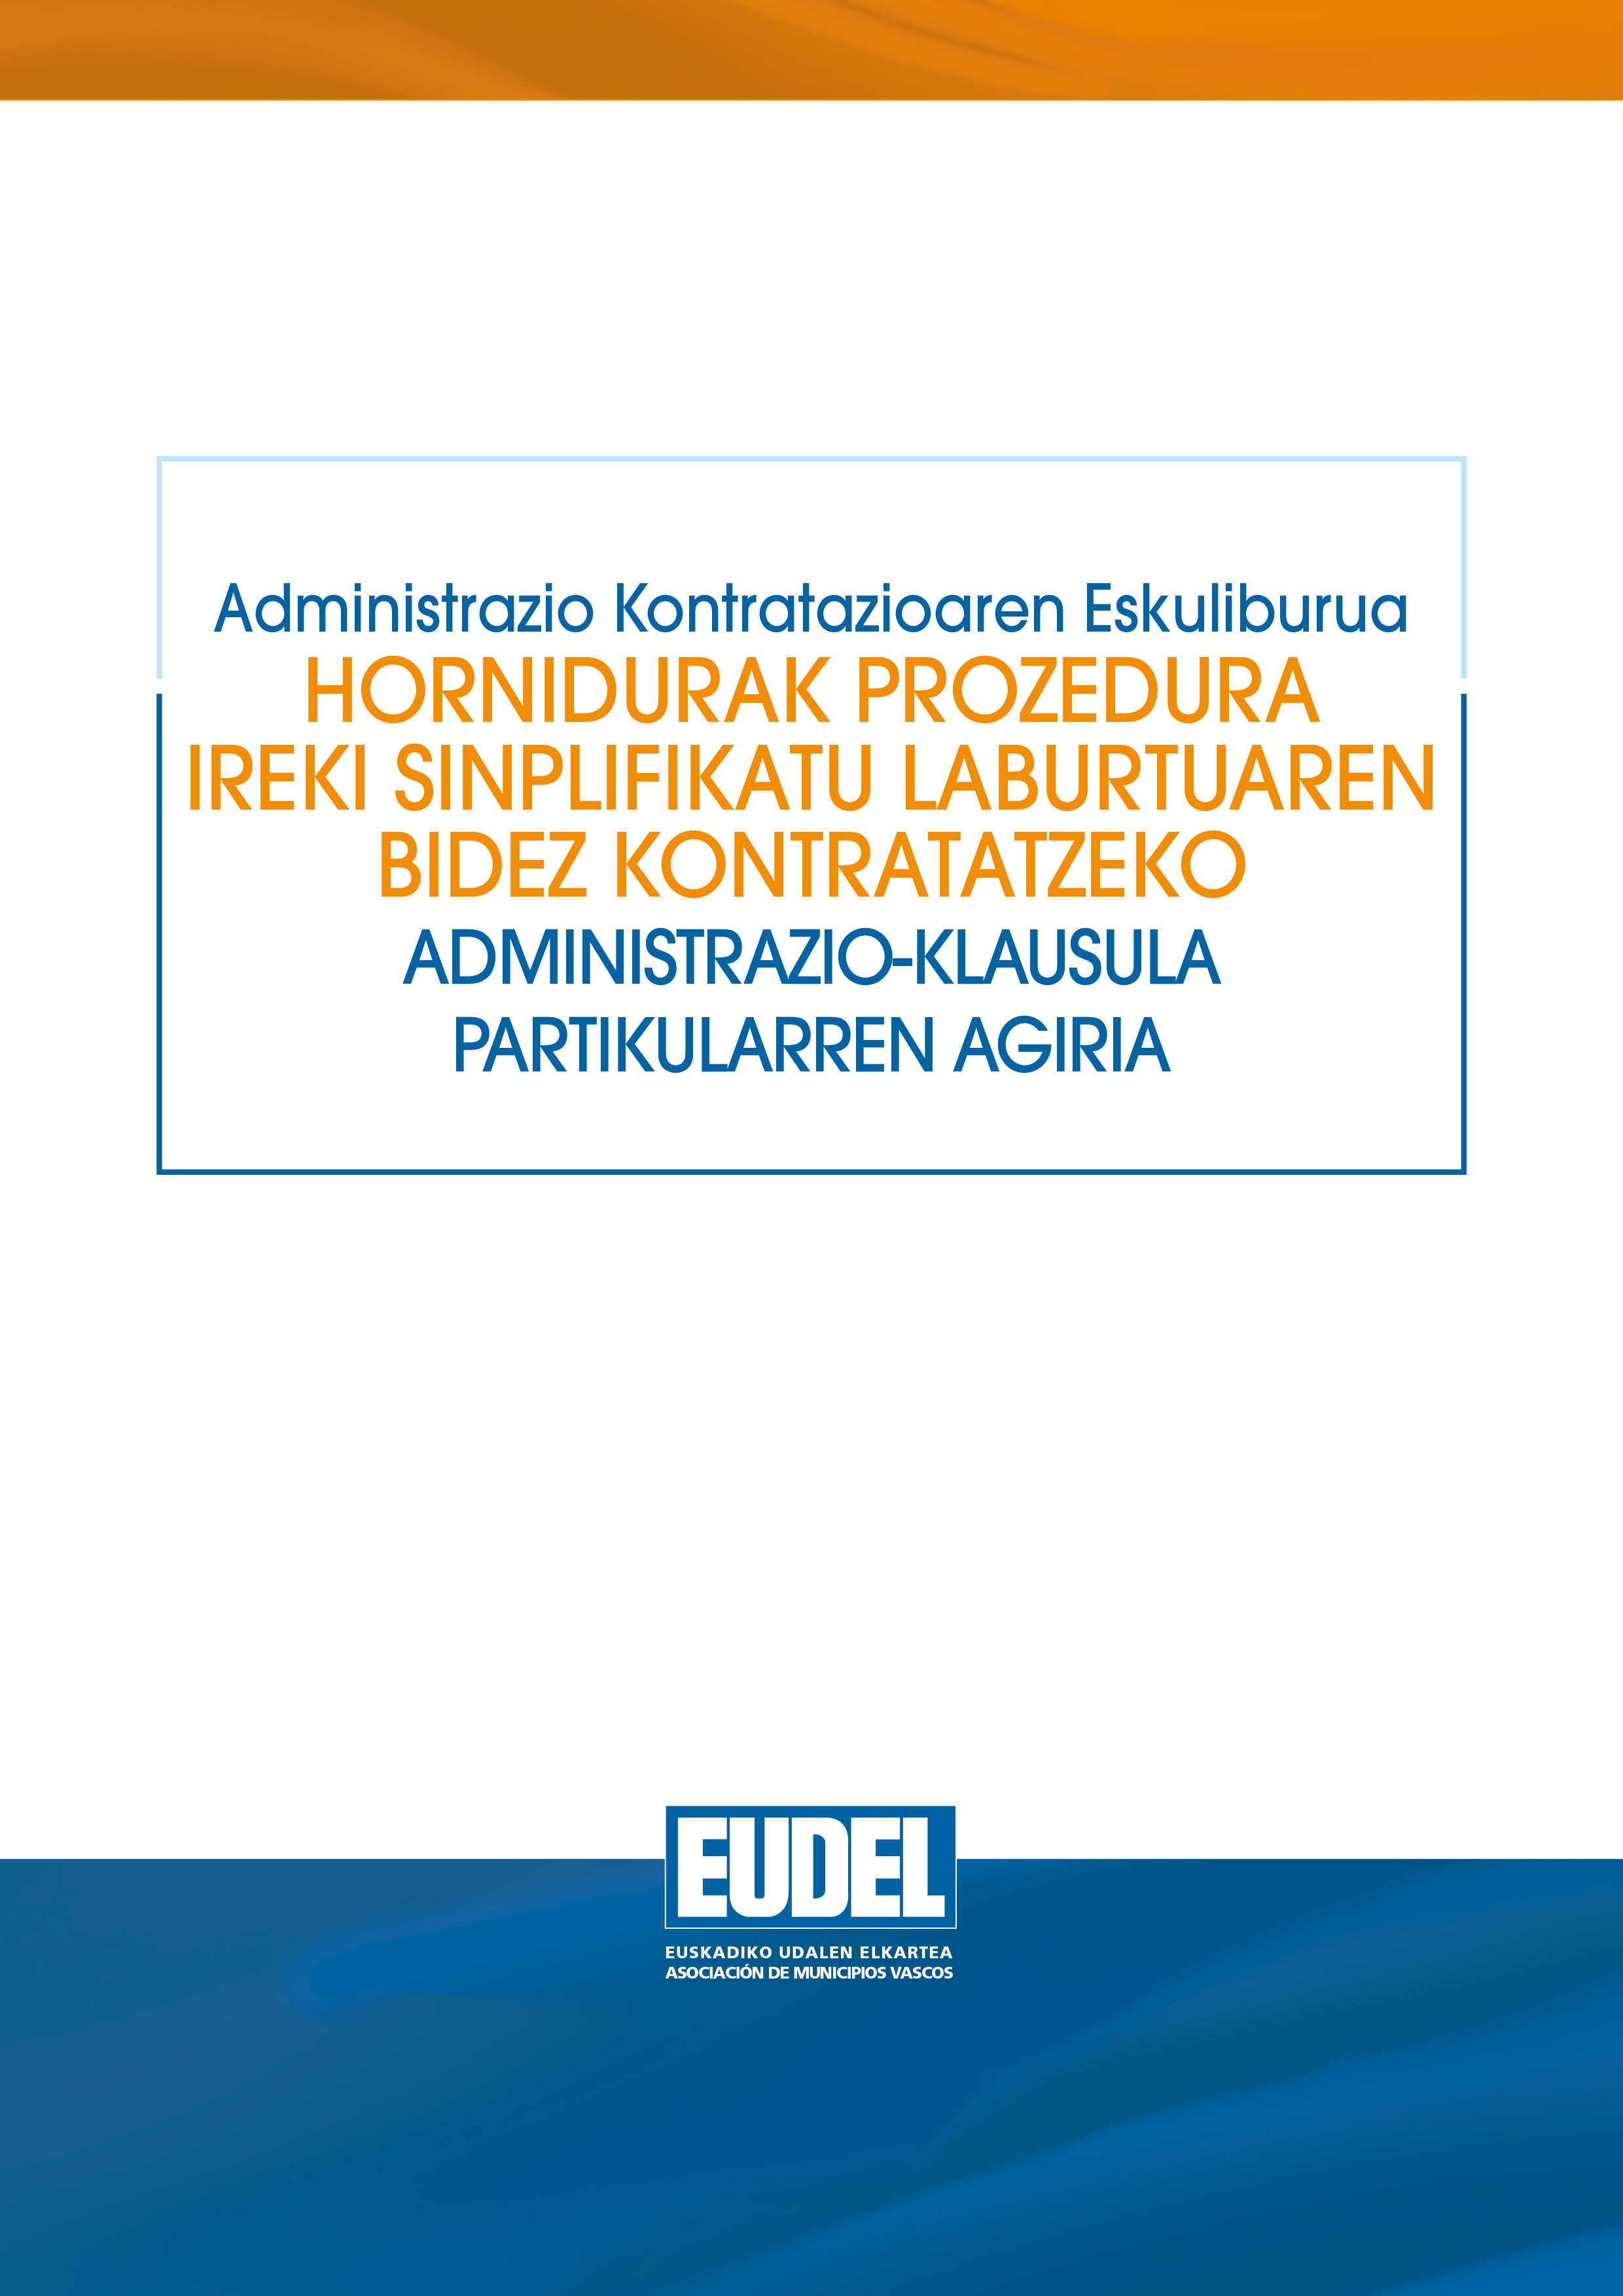 Administrazio Kontratazioaren Eskuliburua
HORNIDURAK PROZEDURA
IREKI SINPLIFIKATU LABURTUAREN
BIDEZ KONTRATATZEKO
ADMINISTRAZIO-KLAUSULA
PARTIKULARREN AGIRIA
EUDEL
EUSKADIKO UDALEN ELKARTEA
ASOCIACIÓN DE MUNICIPIOS VASCOS